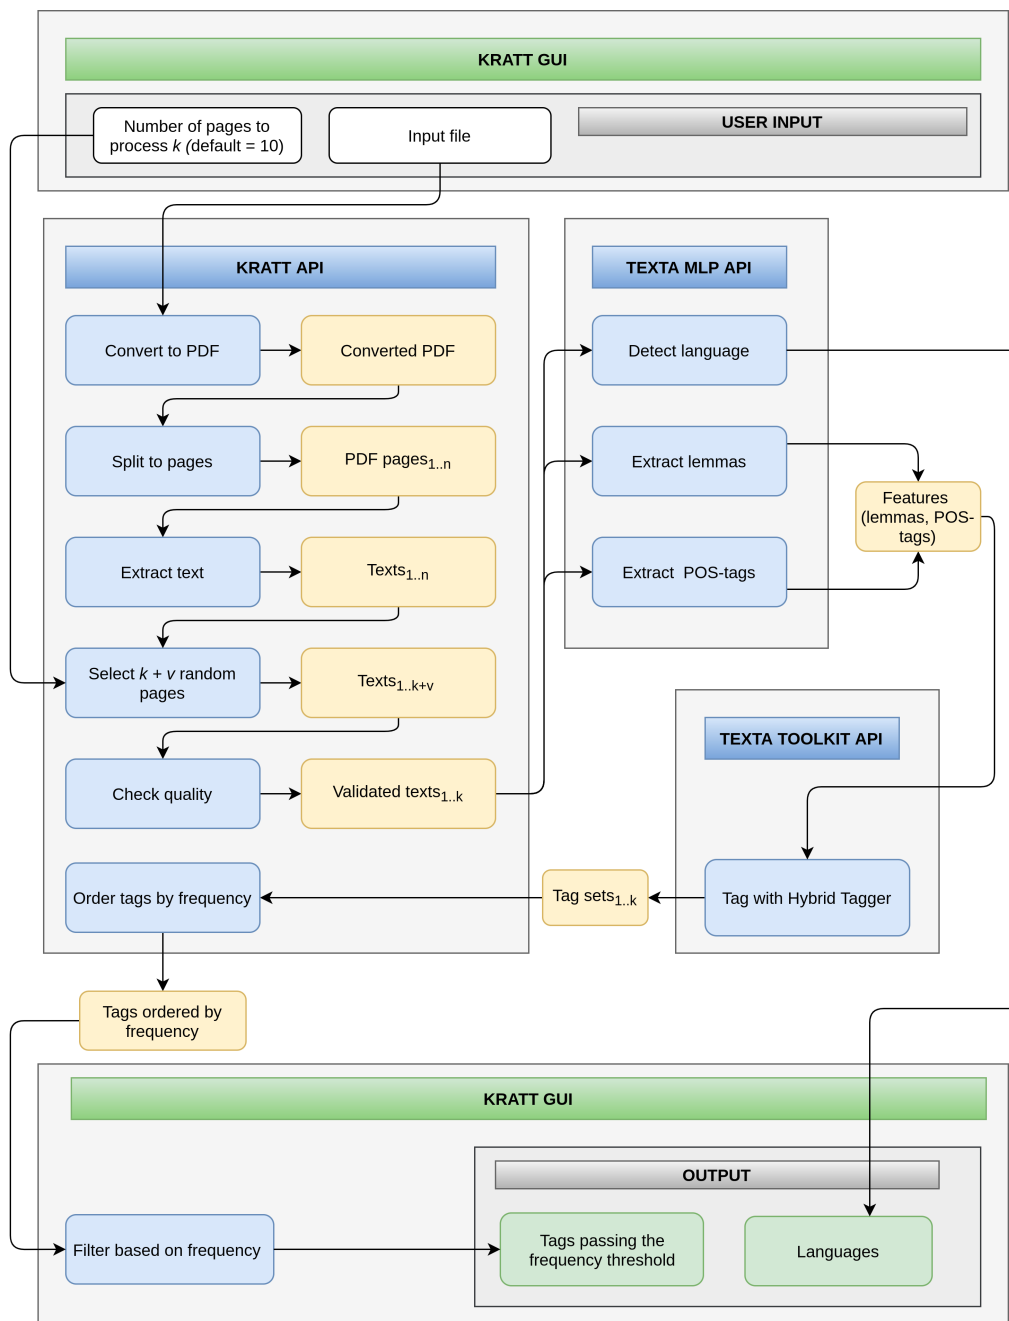 KRATT GUI
Number of pages to
process k (default = 10)
Input file
USER INPUT
KRATT API
TEXTA MLP API
Convert to PDF
Converted PDF
Detect language
Split to pages
PDF pages1..n
Extract lemmas
Features
(lemmas, POS-
tags)
Extract text
Texts1..n
Extract  POS-tags
Select k + v random
pages
Texts1..k+v
TEXTA TOOLKIT API
Check quality
Validated texts1..k
Order tags by frequency
Tag sets1..k
Tag with Hybrid Tagger
Tags ordered by
frequency
KRATT GUI
OUTPUT
Filter based on frequency
Tags passing the
frequency threshold
Languages